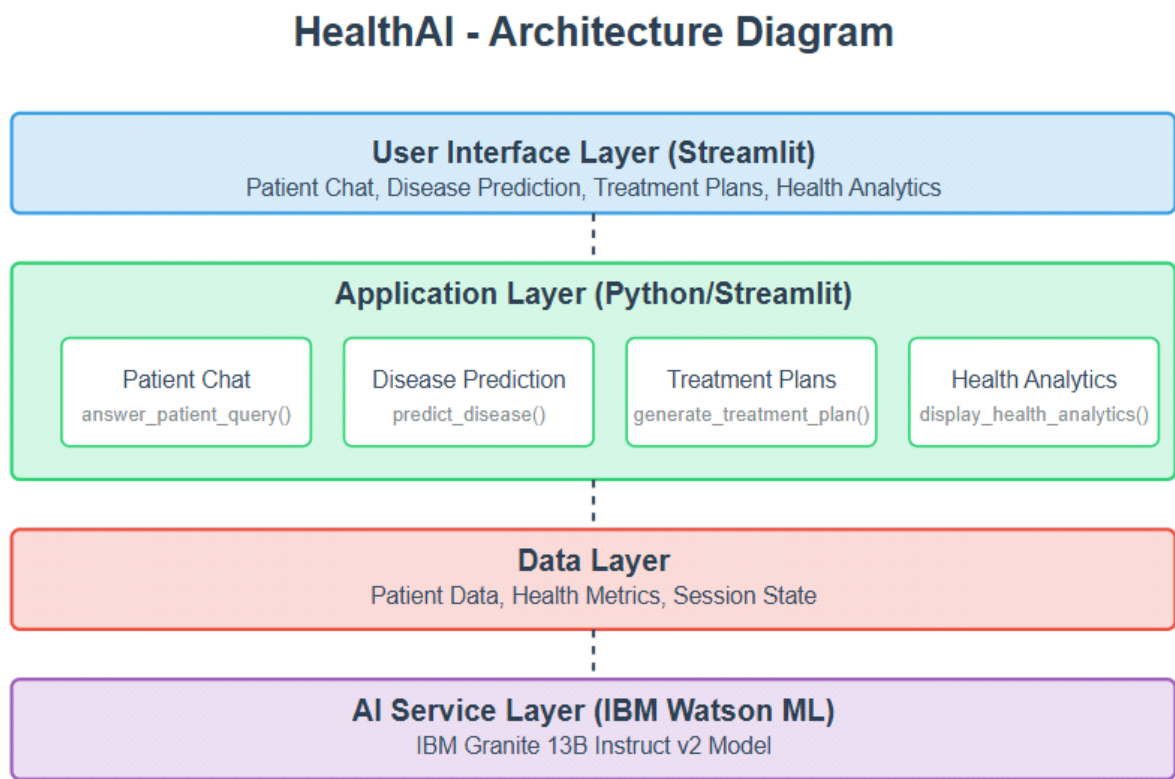 HealthAI - Architecture Diagram
User Interface Layer (Streamlit)
Patient Chat, Disease Prediction, Treatment Plans, Health Analytics
Application Layer (Python/Streamlit)
Patient Chat
answer_patient_query()
Disease Prediction
predict_disease()
Treatment Plans
generate_treatment_plan()
Health Analytics
display_health_analytics()
Data Layer
Patient Data, Health Metrics, Session State
AI Service Layer (IBM Watson ML)
IBM Granite 13B Instruct v2 Model